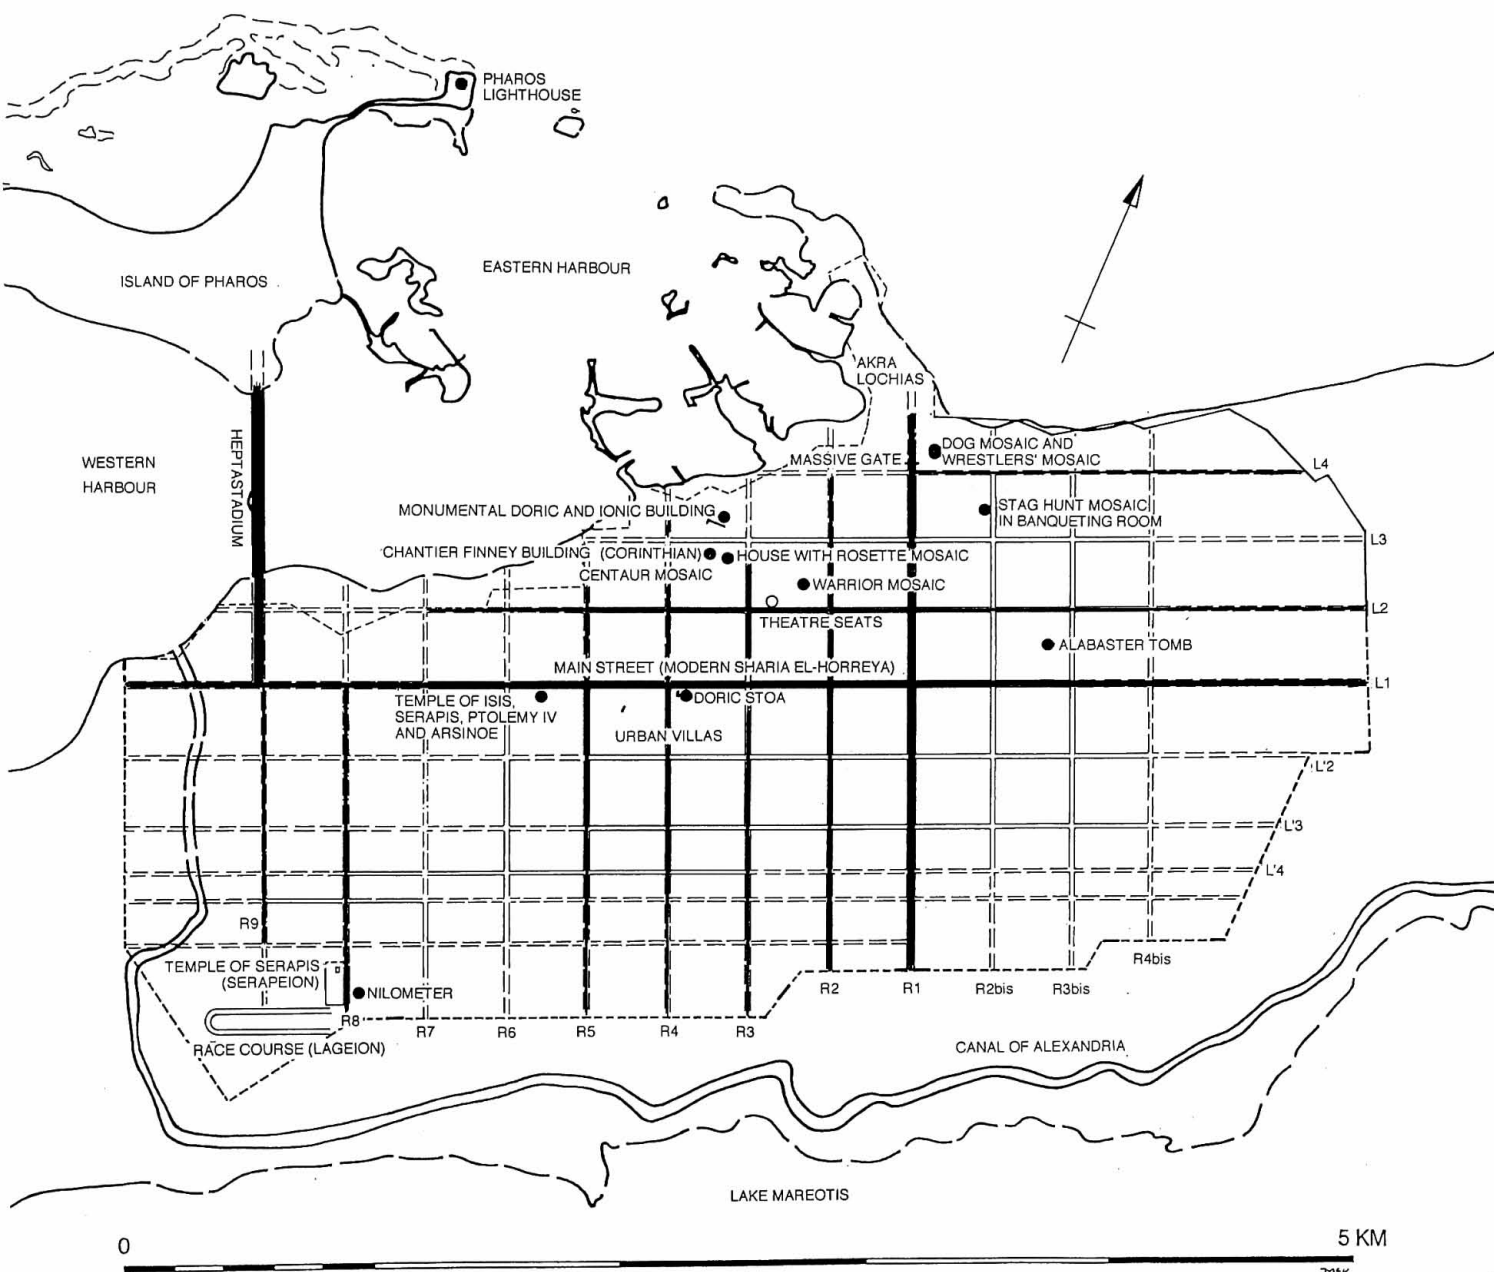 PHAROS
LIGHTHOUSE
EASTERN HARBOUR
ISLAND OF PHAROS
AKRA
LOCHIAS
HEPTASTADIUM
WESTERN
HARBOUR
DOG MOSAIC AND
WRESTLERS' MOSAIC
MASSIVE GATE
L4
STAG HUNT MOSAIC
IN BANQUETING ROOM
MONUMENTAL DORIC AND IONIC BUILDING
L3
CHANTIER FINNEY BUILDING (CORINTHIAN)
HOUSE WITH ROSETTE MOSAIC
CENTAUR MOSAIC
WARRIOR MOSAIC
L2
THEATRE SEATS
ALABASTER TOMB
MAIN STREET (MODERN SHARIA EL-HORREYA)
L1
TEMPLE OF ISIS,
SERAPIS, PTOLEMY IV
AND ARSINOE
DORIC STOA
URBAN VILLAS
L'2
L'3
L'4
R9
TEMPLE OF SERAPIS
(SERAPEION)
NILOMETER
R4bis
R2
R1
R2bis
R3bis
R8
R7
R6
R5
R4
R3
RACE COURSE (LAGEION)
CANAL OF ALEXANDRIA
LAKE MAREOTIS
0
5 KM